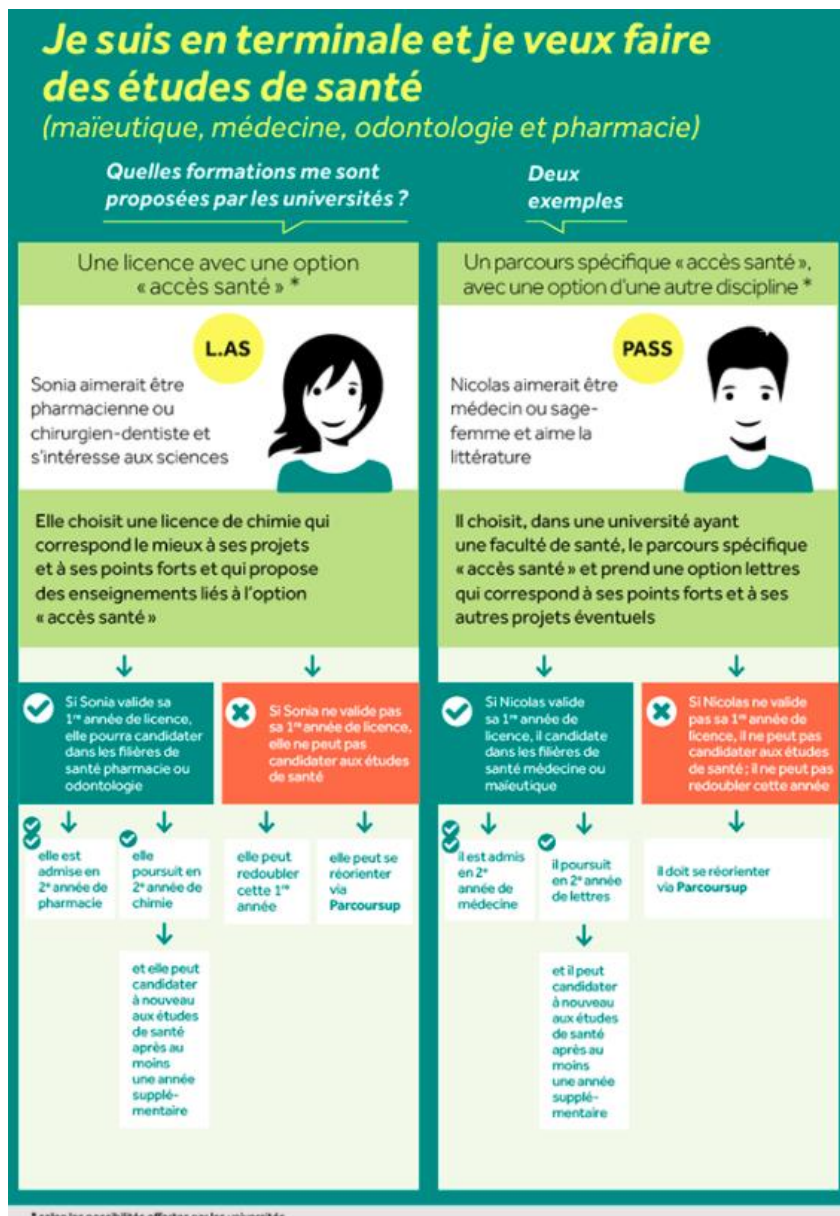 Je suis en terminale et je veux faire
des études de santé
(maïeutique, médecine, odontologie et pharmacie)
Quelles formations me sont
proposées par les universités ?
Deux
exemples
Une licence avec une option
« accès santé » *
L.AS
Sonia aimerait être
pharmacienne ou
chirurgien-dentiste et
s'intéresse aux sciences
Elle choisit une licence de chimie qui
correspond le mieux à ses projets
et à ses points forts et qui propose
des enseignements liés à l'option
« accès santé »
Si Sonia valide sa
1re année de licence,
elle pourra candidater
dans les filières de
santé pharmacie ou
odontologie
Si Sonia ne valide pas
sa 1re année de licence,
elle ne peut pas
candidater aux études
de santé
elle est
admise en
2e année de
pharmacie
elle
poursuit en
2e année de
chimie
elle peut
redoubler
cette 1re
année
elle peut se
réorienter
via
Parcoursup
et elle peut
candidater
à nouveau
aux études
de santé
après au
moins
une année
supplé-
mentaire
Un parcours spécifique « accès santé »,
avec une option d'une autre discipline *
PASS
Nicolas aimerait être
médecin ou sage-
femme et aime la
littérature
Il choisit, dans une université ayant
une faculté de santé, le parcours spécifique
« accès santé » et prend une option lettres
qui correspond à ses points forts et à ses
autres projets éventuels
Si Nicolas valide
sa 1re année de
licence, il candidate
dans les filières de
santé médecine ou
maïeutique
Si Nicolas ne valide
pas sa 1re année de
licence, il ne peut pas
candidater aux études
de santé ; il ne peut pas
redoubler cette année
il est admis
en 2e
année de
médecine
il poursuit
en 2e année
de lettres
il doit se réorienter
via Parcoursup
et il peut
candidater
à nouveau
aux études
de santé
après au
moins
une année
supplé-
mentaire